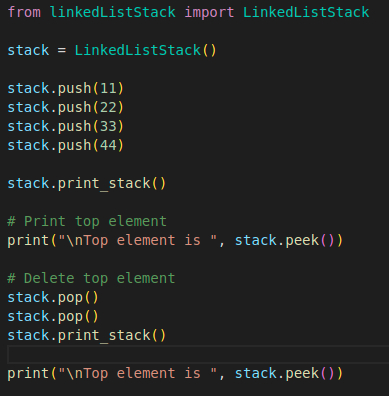 from linkedListStack import LinkedListStack
stack = LinkedListStack()
stack.push(11)
stack.push(22)
stack.push(33)
stack.push(44)
stack.print_stack()
# Print top element
print("\nTop element is ", stack.peek())
# Delete top element
stack.pop()
stack.pop()
stack.print_stack()
print("\nTop element is ", stack.peek())